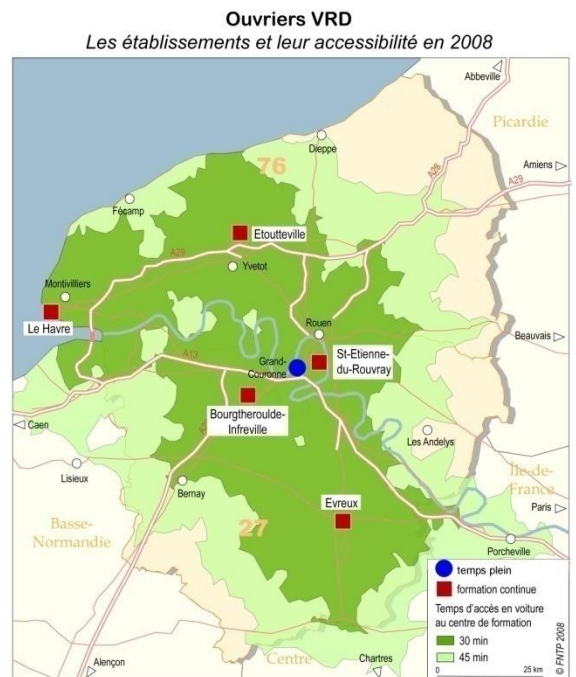 Ouvriers VRD
Les établissements et leur accessibilité en 2008
Abbeville
Picardie
Dieppe
76
Amiens
A28
A29
Fécamp
Etoutteville
A29
Yvetot
Montivilliers
Le Havre
Rouen
Beauvais
St-Etienne-
du-Rouvray
A13
Grand-
Couronne
Bourgtheroulde-
Infreville
Caen
Les Andelys
Lisieux
Bernay
Île-de-
France
Evreux
Paris
27
Basse-
Normandie
Porcheville
temps plein
formation continue
Temps d'accès en voiture
au centre de formation
30 min
45 min
0 25 km
© FNTP 2008
Alençon
Centre
Chartres